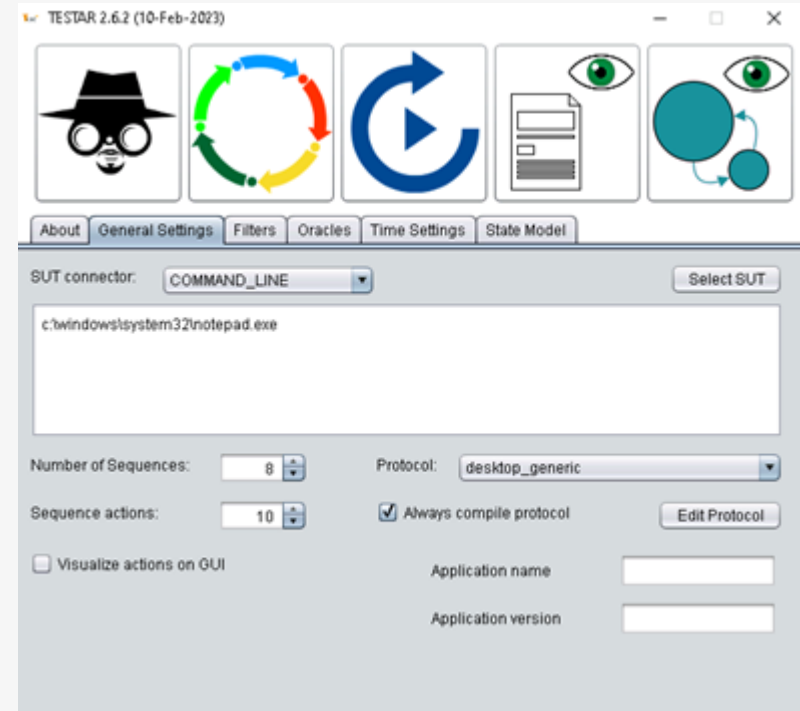 TESTAR 2.6.2 (10-Feb-2023)
About General Settings Filters Oracles Time Settings State Model
SUT connector: COMMAND_LINE Select SUT
c:\windows\system32\notepad.exe
Number of Sequences: 8 Protocol: desktop_generic
Sequence actions: 10 Always compile protocol Edit Protocol
Visualize actions on GUI
Application name
Application version